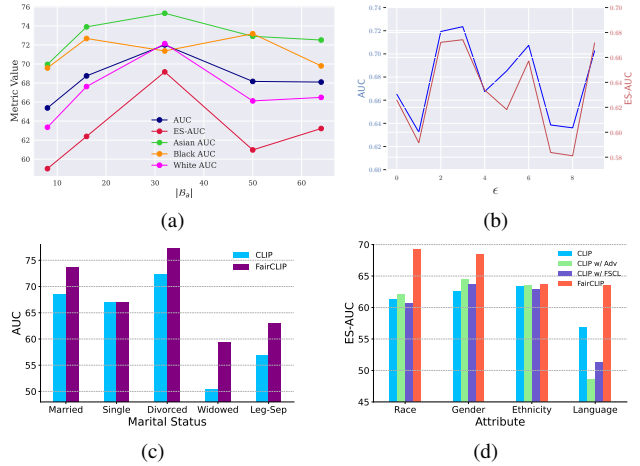 76
74
72
70
68
66
64
62
60
Metric Value
AUC
ES-AUC
Asian AUC
Black AUC
White AUC
10 20 30 40 50 60
(a)
0.74
0.72
0.70
0.68
0.66
0.64
0.62
0.60
AUC
0.70
0.68
0.66
0.64
0.62
0.60
0.58
ES-AUC
0 2 4 6 8
ϵ
(b)
75
70
65
60
55
50
AUC
CLIP
FairCLIP
Married Single Divorced Widowed Leg-Sep
Marital Status
(c)
70
65
60
55
50
45
ES-AUC
CLIP
CLIP w/ Adv
CLIP w/ FSCL
FairCLIP
Race Gender Ethnicity Language
Attribute
(d)